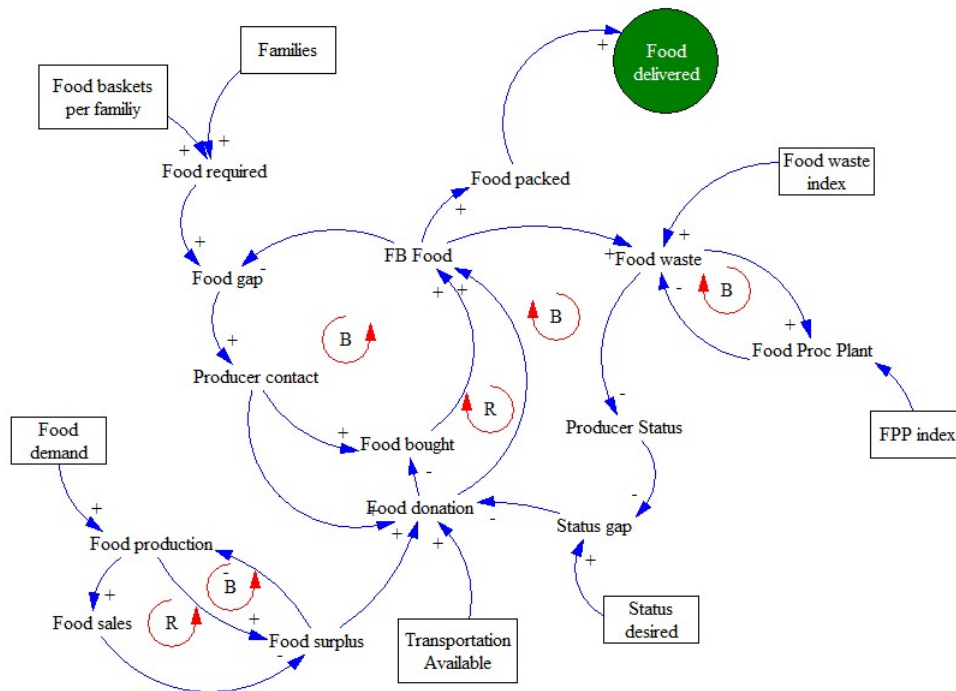 Families
Food
delivered
Food baskets
per familiy
+
+
+
Food required
Food packed
Food waste
index
+
+
+
FB Food
+
Food waste
+
Food gap
-
-
B
+
+
B
+
Food Proc Plant
+
B
Producer contact
R
-
Producer Status
+
FPP index
Food
demand
+
Food bought
-
+
Food donation
-
-
Status gap
+
+
+
+
Food production
-
B
+
Food sales
R
+
Food surplus
-
Transportation
Available
Status
desired